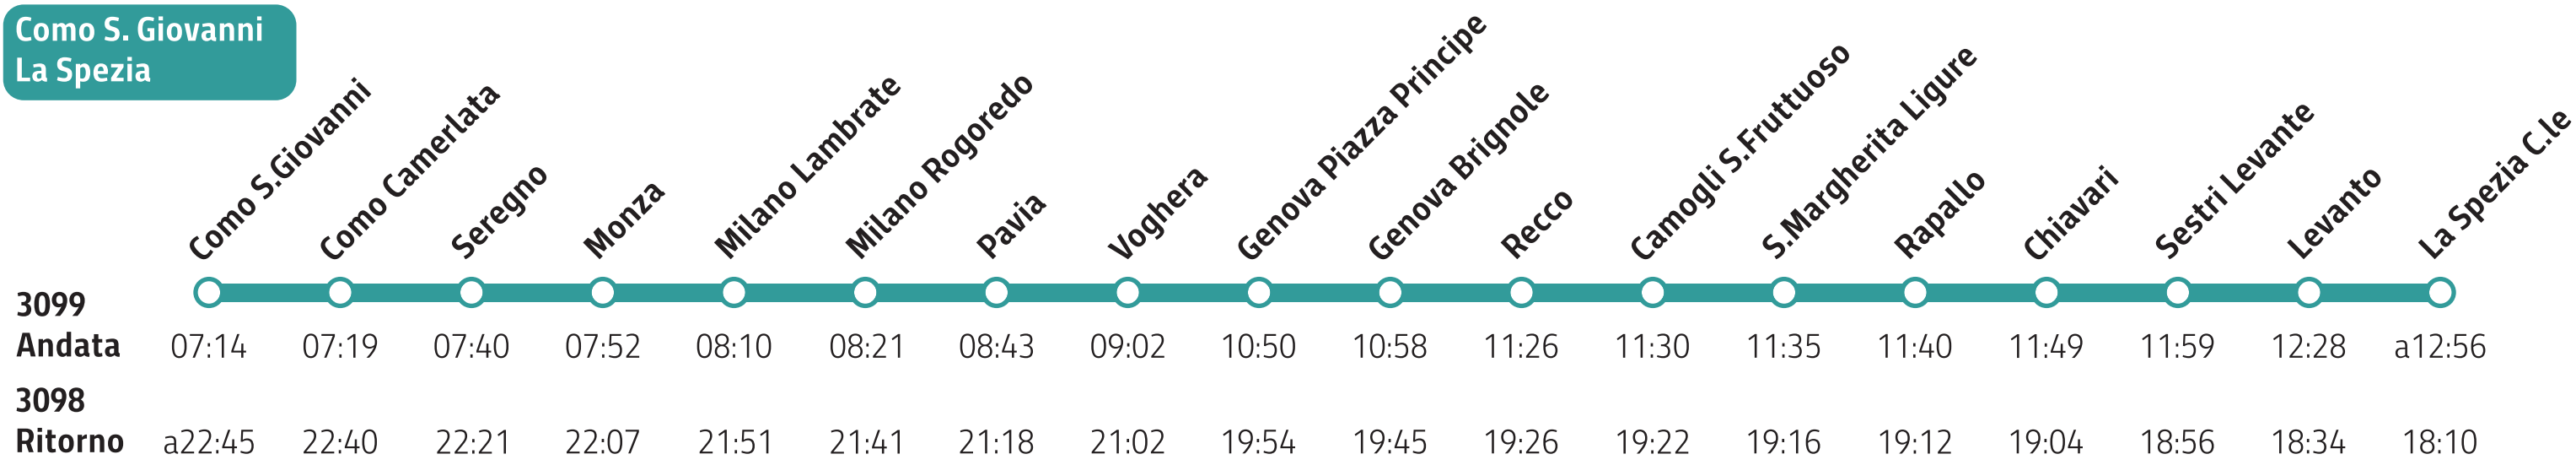 Como S. Giovanni
La Spezia
Como S.Giovanni
Como Camerlata
Seregno
Monza
Milano Lambrate
Milano Rogoredo
Pavia
Voghera
Genova Piazza Principe
Genova Brignole
Recco
Camogli S.Fruttuoso
S.Margherita Ligure
Rapallo
Chiavari
Sestri Levante
Levanto
La Spezia C.le
3099
Andata 07:14 07:19 07:40 07:52 08:10 08:21 08:43 09:02 10:50 10:58 11:26 11:30 11:35 11:40 11:49 11:59 12:28 a12:56
3098
Ritorno a22:45 22:40 22:21 22:07 21:51 21:41 21:18 21:02 19:54 19:45 19:26 19:22 19:16 19:12 19:04 18:56 18:34 18:10